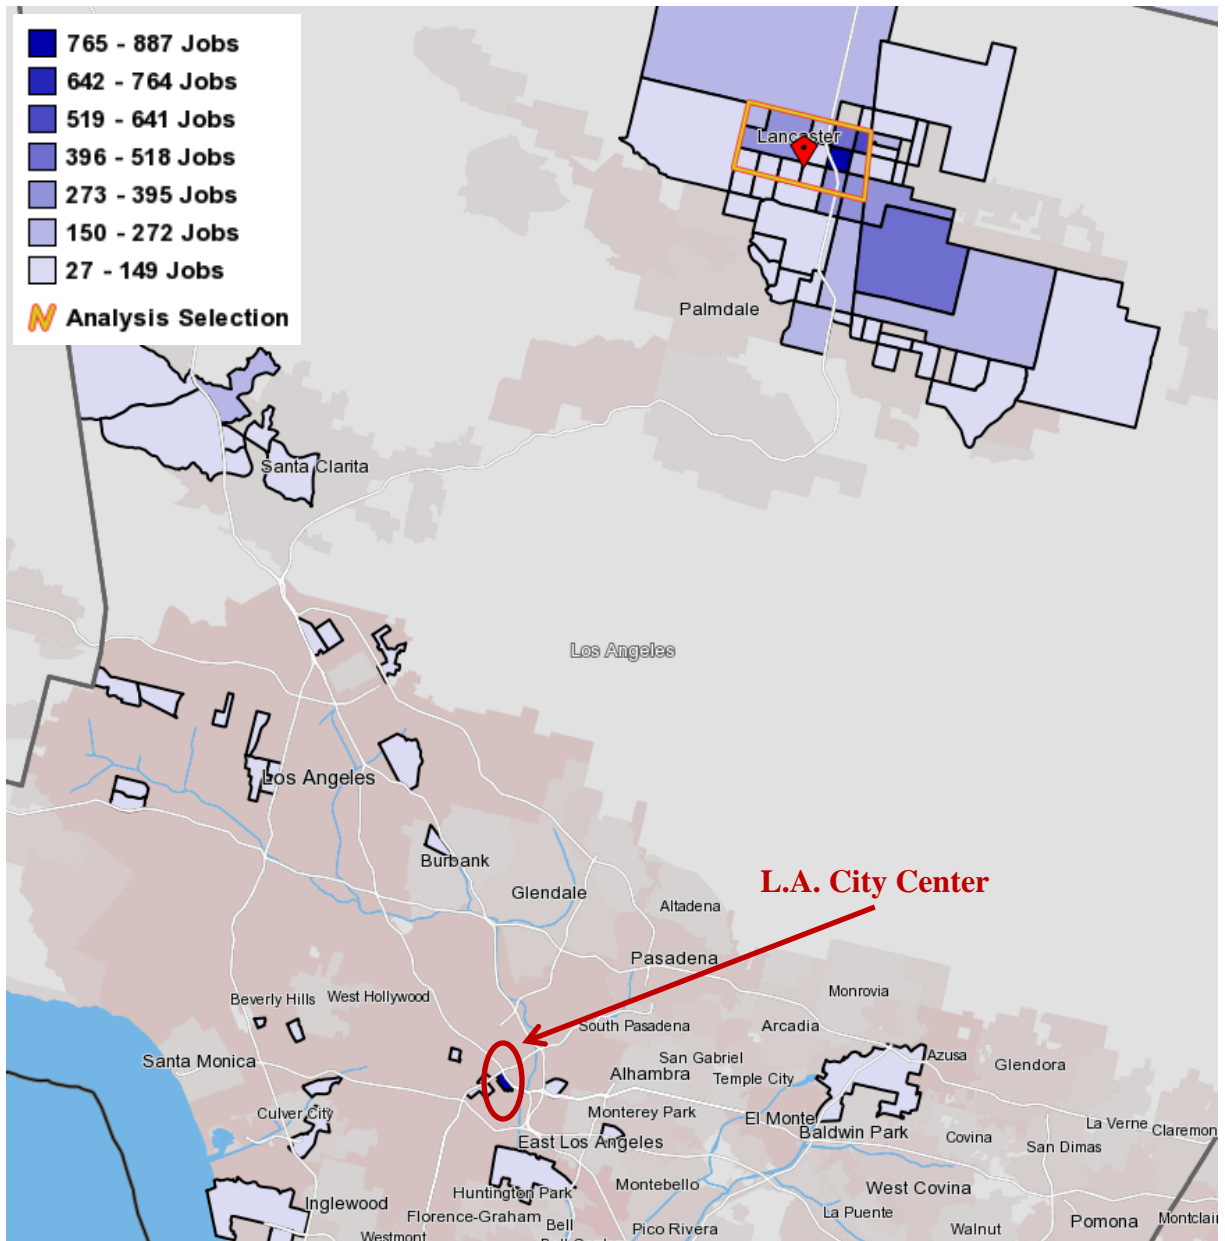 765 - 887 Jobs
642 - 764 Jobs
519 - 641 Jobs
396 - 518 Jobs
273 - 395 Jobs
150 - 272 Jobs
27 - 149 Jobs
Analysis Selection
Lancaster
Palmdale
Santa Clarita
Los Angeles
Los Angeles
Burbank
L.A. City Center
Glendale
Altadena
Pasadena
Monrovia
Beverly Hills
West Hollywood
South Pasadena
Arcadia
Santa Monica
San Gabriel
Azusa
Glendora
Alhambra
Temple City
Culver City
Monterey Park
El Monte
La Verne
Claremon
East Los Angeles
Baldwin Park
Covina
San Dimas
Inglewood
Huntington Park
Montebello
West Covina
Florence-Graham
Bell
La Puente
Pomona
Montclair
Westmont
Pico Rivera
Walnut